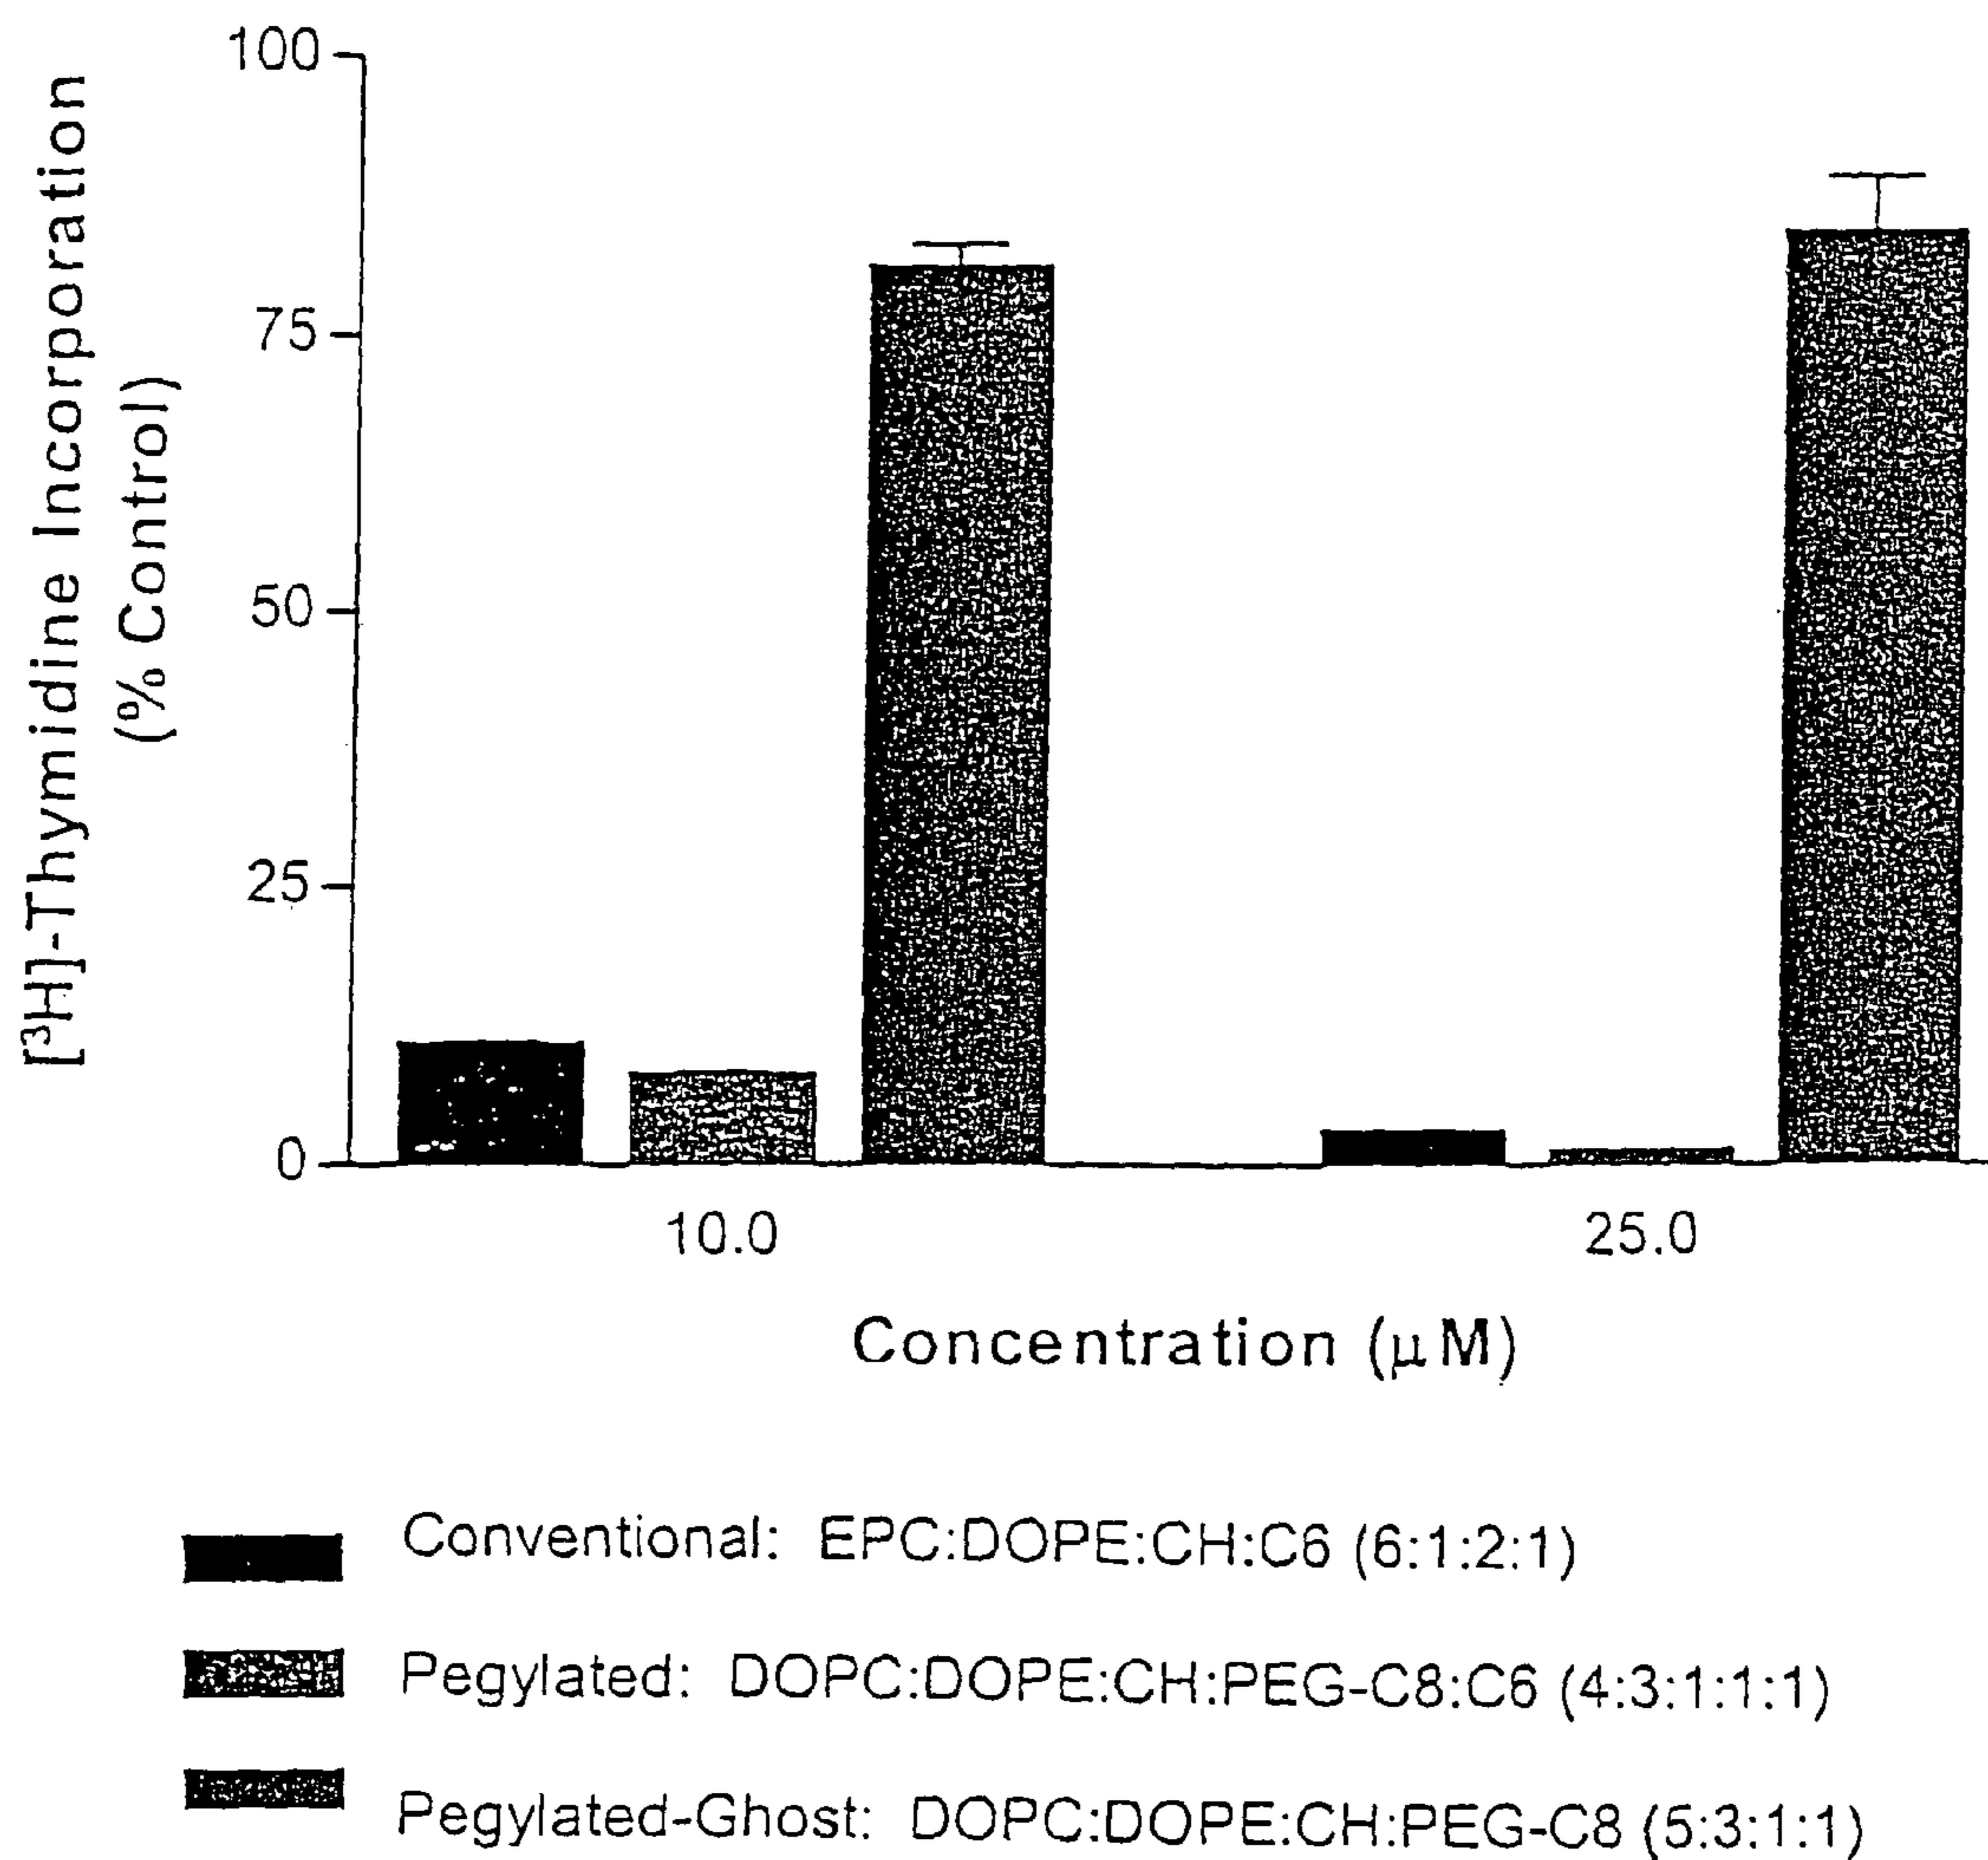 [³H]-Thymidine Incorporation
(% Control)
100
75
50
25
0
10.0
25.0
Concentration (μM)
Conventional: EPC:DOPE:CH:C6 (6:1:2:1)
Pegylated: DOPC:DOPE:CH:PEG-C8:C6 (4:3:1:1:1)
Pegylated-Ghost: DOPC:DOPE:CH:PEG-C8 (5:3:1:1)